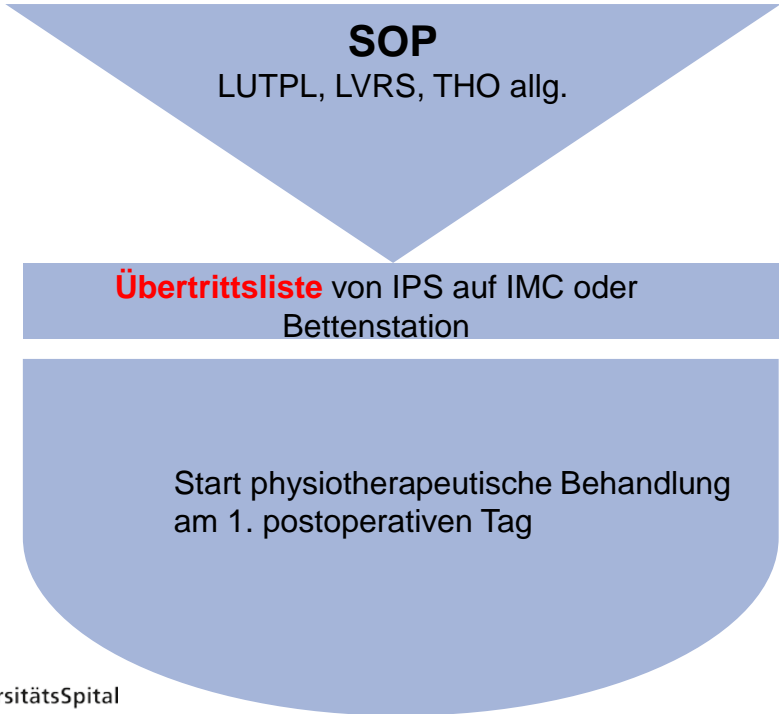 SOP
LUTPL, LVRS, THO allg.
Übertrittsliste von IPS auf IMC oder
Bettenstation
Start physiotherapeutische Behandlung
am 1. postoperativen Tag
rsitätsSpital